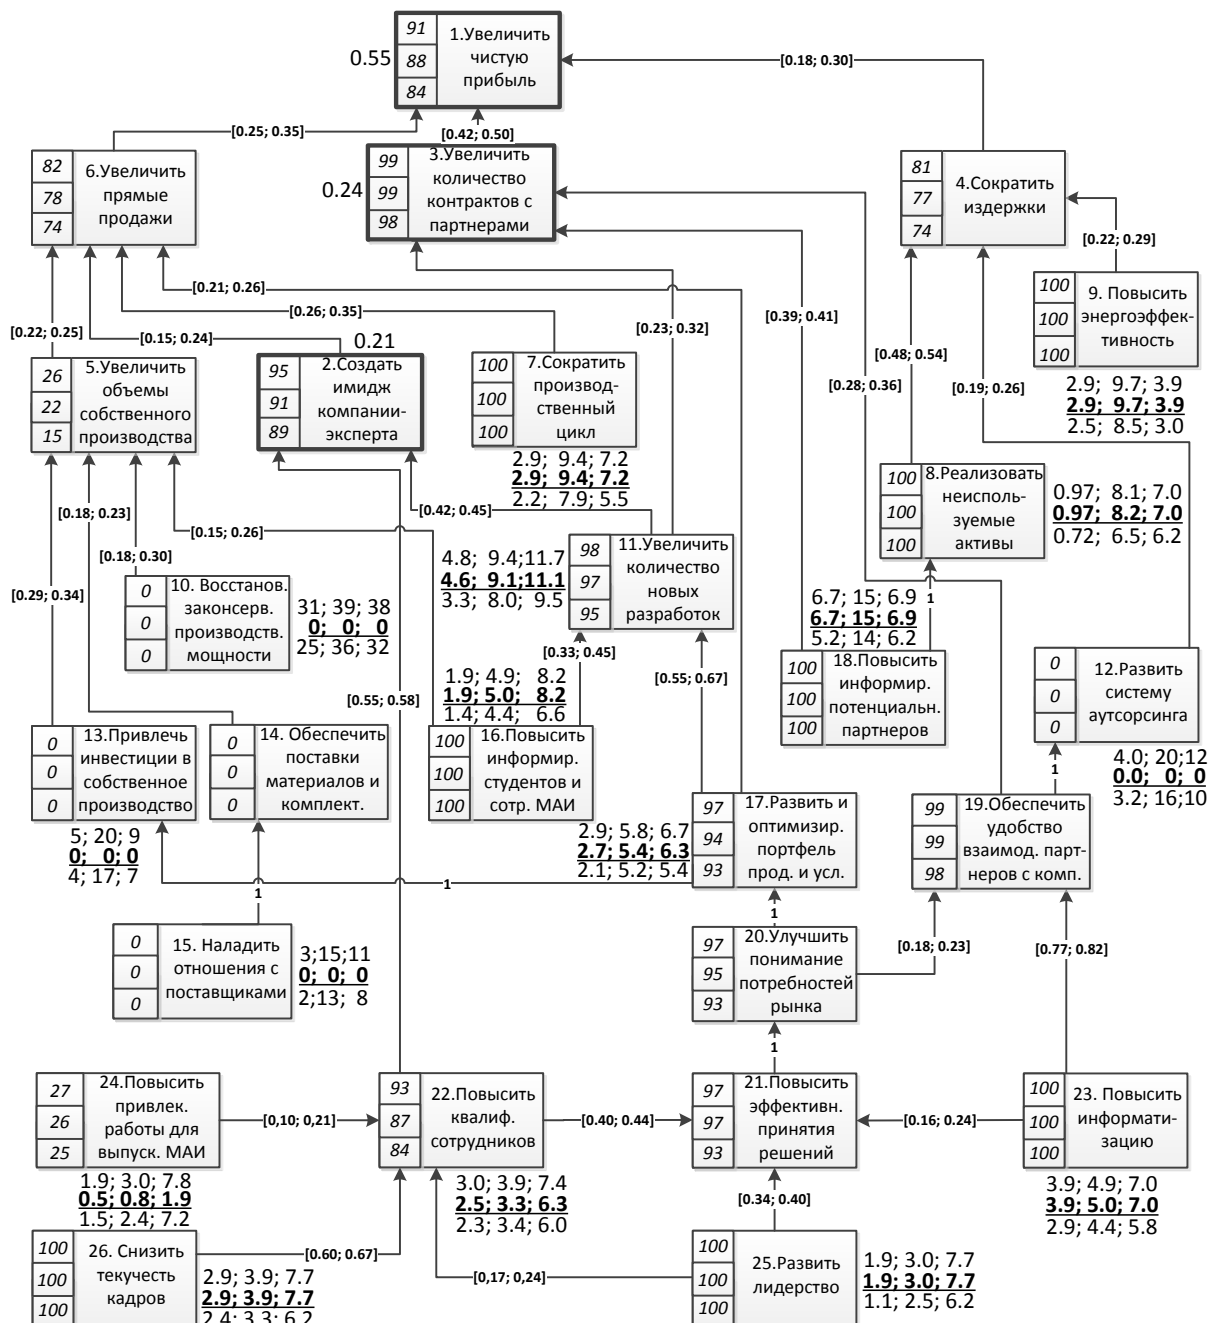 91
88
84
1.Увеличить
чистую
прибыль
0.55
[0.18; 0.30]
[0.25; 0.35]
[0.42; 0.50]
82
78
74
6.Увеличить
прямые
продажи
0.24
99
99
98
3.Увеличить
количество
контрактов с
партнерами
81
77
74
4.Сократить
издержки
[0.22; 0.29]
[0.21; 0.26]
[0.26; 0.35]
[0.23; 0.32]
[0.39; 0.41]
100
100
100
9. Повысить
энергоэффек-
тивность
2.9; 9.7; 3.9
2.9; 9.7; 3.9
2.5; 8.5; 3.0
[0.22; 0.25]
[0.15; 0.24]
0.21
[0.48; 0.54]
[0.28; 0.36]
[0.19; 0.26]
26
22
15
5.Увеличить
объемы
собственного
производства
95
91
89
2.Создать
имидж
компании-
эксперта
100
100
100
7.Сократить
производ-
ственный
цикл
2.9; 9.4; 7.2
2.9; 9.4; 7.2
2.2; 7.9; 5.5
100
100
100
8.Реализовать
неисполь-
зуемые
активы
0.97; 8.1; 7.0
0.97; 8.2; 7.0
0.72; 6.5; 6.2
[0.18; 0.23]
[0.42; 0.45]
[0.15; 0.26]
[0.18; 0.30]
[0.29; 0.34]
0
0
0
10. Восстанов.
законсерв.
производств.
мощности
31; 39; 38
0; 0; 0
25; 36; 32
4.8; 9.4;11.7
4.6; 9.1;11.1
3.3; 8.0; 9.5
98
97
95
11.Увеличить
количество
новых
разработок
6.7; 15; 6.9
6.7; 15; 6.9
5.2; 14; 6.2
1
[0.33; 0.45]
[0.55; 0.67]
[0.55; 0.58]
100
100
100
18.Повысить
информир.
потенциальн.
партнеров
0
0
0
12.Развить
систему
аутсорсинга
4.0; 20;12
0.0; 0; 0
3.2; 16;10
1
1.9; 4.9; 8.2
1.9; 5.0; 8.2
1.4; 4.4; 6.6
0
0
0
13.Привлечь
инвестиции в
собственное
производство
5; 20; 9
0; 0; 0
4; 17; 7
0
0
0
14. Обеспечить
поставки
материалов и
комплект.
100
100
100
16.Повысить
информир.
студентов и
сотр. МАИ
2.9; 5.8; 6.7
2.7; 5.4; 6.3
2.1; 5.2; 5.4
97
94
93
17.Развить и
оптимизир.
портфель
прод. и усл.
99
99
98
19.Обеспечить
удобство
взаимод. парт-
неров с комп.
1
1
1
0
0
0
15. Наладить
отношения с
поставщиками
3;15;11
0; 0; 0
2;13; 8
97
95
93
20.Улучшить
понимание
потребностей
рынка
[0.18; 0.23]
[0.77; 0.82]
1
27
26
25
24.Повысить
привлек.
работы для
выпуск. МАИ
1.9; 3.0; 7.8
0.5; 0.8; 1.9
1.5; 2.4; 7.2
[0,10; 0,21]
93
87
84
22.Повысить
квалиф.
сотрудников
3.0; 3.9; 7.4
2.5; 3.3; 6.3
2.3; 3.4; 6.0
[0.40; 0.44]
97
97
93
21.Повысить
эффективн.
принятия
решений
[0.16; 0.24]
100
100
100
23. Повысить
информати-
зацию
3.9; 4.9; 7.0
3.9; 5.0; 7.0
2.9; 4.4; 5.8
[0.34; 0.40]
100
100
100
26. Снизить
текучесть
кадров
2.9; 3.9; 7.7
2.9; 3.9; 7.7
2.4; 3.3; 6.2
[0.60; 0.67]
[0,17; 0,24]
100
100
100
25.Развить
лидерство
1.9; 3.0; 7.7
1.9; 3.0; 7.7
1.1; 2.5; 6.2